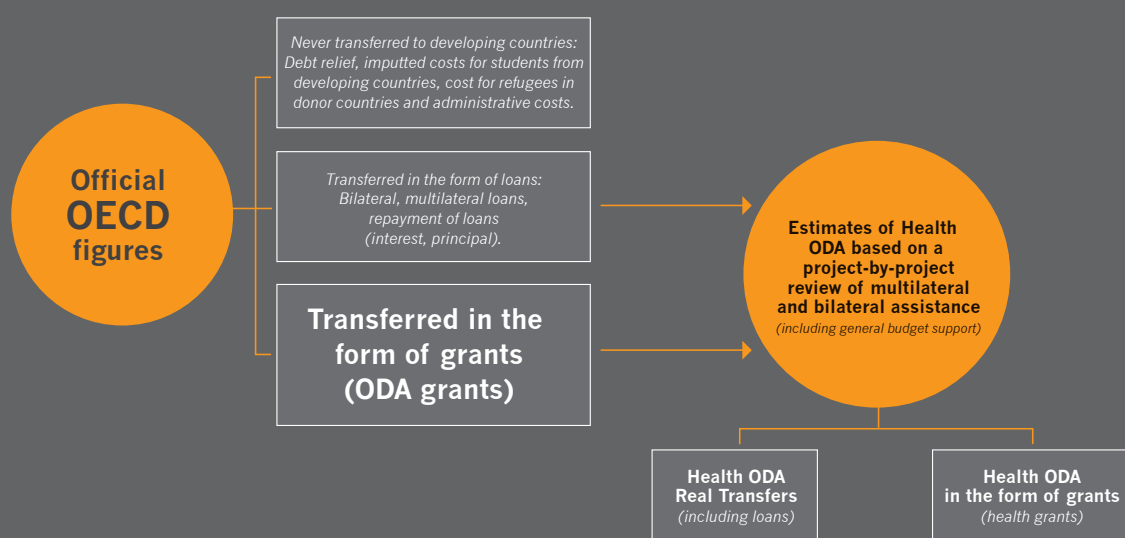 Official
OECD
figures
Never transferred to developing countries:
Debt relief, imputted costs for students from
developing countries, cost for refugees in
donor countries and administrative costs.
Transferred in the form of loans:
Bilateral, multilateral loans,
repayment of loans
(interest, principal).
Transferred in the
form of grants
(ODA grants)
Estimates of Health
ODA based on a
project-by-project
review of multilateral
and bilateral assistance
(including general budget support)
Health ODA
Real Transfers
(including loans)
Health ODA
in the form of grants
(health grants)